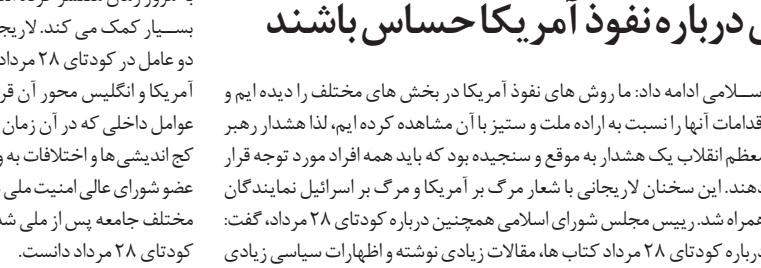 درباره نفوذ آمریکا حساس باشند
ســلامی ادامه داد: ما روش های نفوذ آمریکا در بخش های مختلف را دیده ایم و
قدامات آنها را نسبت به اراده ملت و ستیز با آن مشاهده کرده ایم، لذا هشدار رهبر
معظم انقلاب یک هشدار به موقع و سنجیده بود که باید همه افراد مورد توجه قرار
دهند. این سخنان لاریجانی با شعار مرگ بر آمریکا و مرگ بر اسرائیل نمایندگان
همراه شد. رییس مجلس شورای اسلامی همچنین درباره کودتای ۲۸ مرداد، گفت:
درباره کودتای ۲۸ مرداد کتاب ها، مقالات زیادی نوشته و اظهارات سیاسی زیادی
بســیار کمک می کند. لاریج
دو عامل در کودتای ۲۸ مرداد
آمریکا و انگلیس محور آن قر
عوامل داخلی که در آن زمان
کج اندیشی ها و اختلافات به و
عضو شورای عالی امنیت ملی
مختلف جامعه پس از ملی شد
کودتای ۲۸ مرداد دانست.